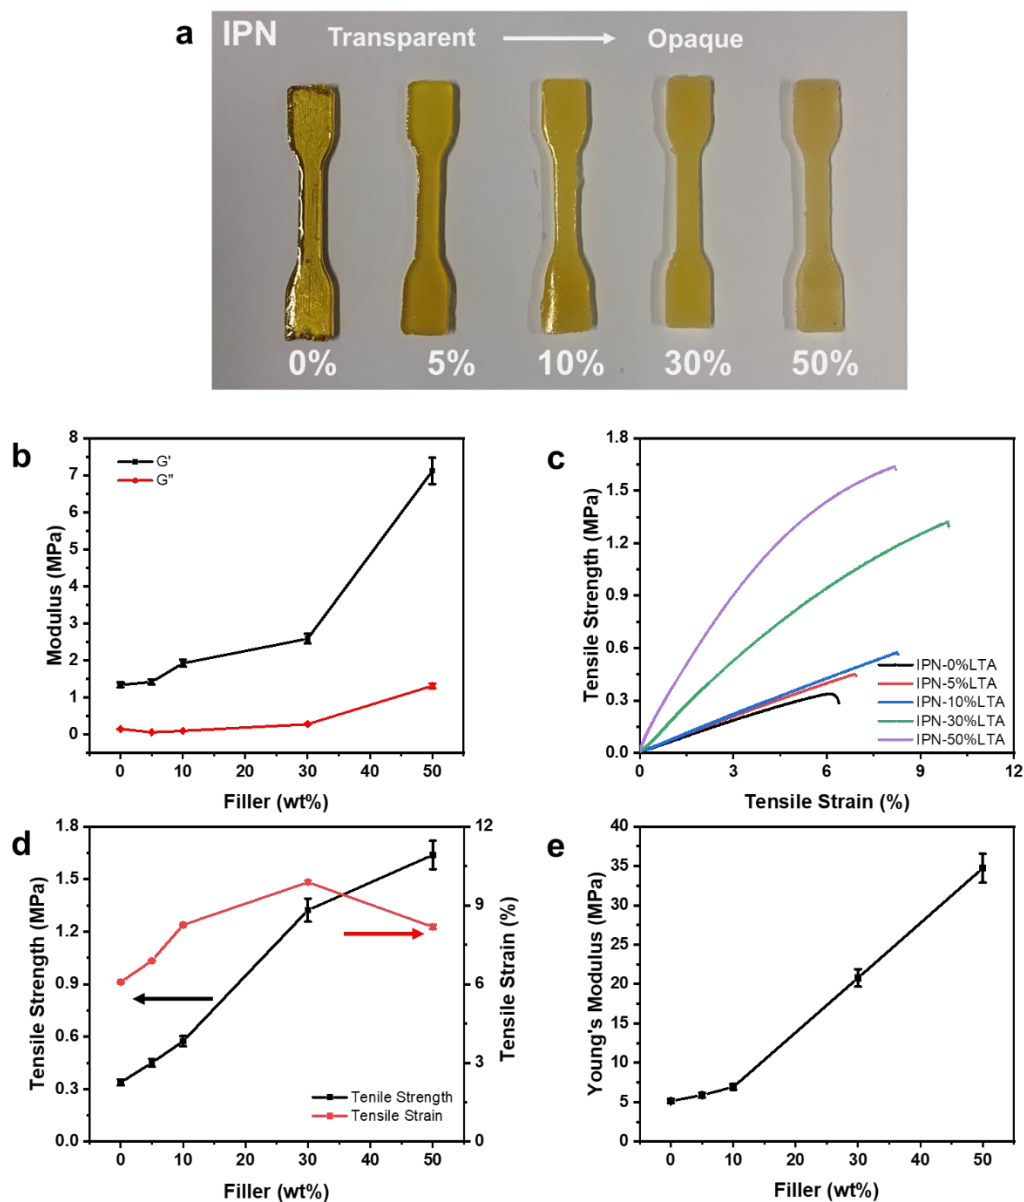 a
IPN
Transparent
Opaque
0%
5%
10%
30%
50%
b
8
7
6
5
4
3
2
1
0
Modulus (MPa)
G'
G"
0
10
20
30
40
50
Filler (wt%)
c
1.8
1.5
1.2
0.9
0.6
0.3
0.0
Tensile Strength (MPa)
IPN-0%LTA
IPN-5%LTA
IPN-10%LTA
IPN-30%LTA
IPN-50%LTA
0
3
6
9
12
Tensile Strain (%)
d
1.8
1.5
1.2
0.9
0.6
0.3
0.0
Tensile Strength (MPa)
12
9
6
3
0
Tensile Strain (%)
Tenile Strength
Tensile Strain
0
10
20
30
40
50
Filler (wt%)
e
40
35
30
25
20
15
10
5
0
Young's Modulus (MPa)
0
10
20
30
40
50
Filler (wt%)